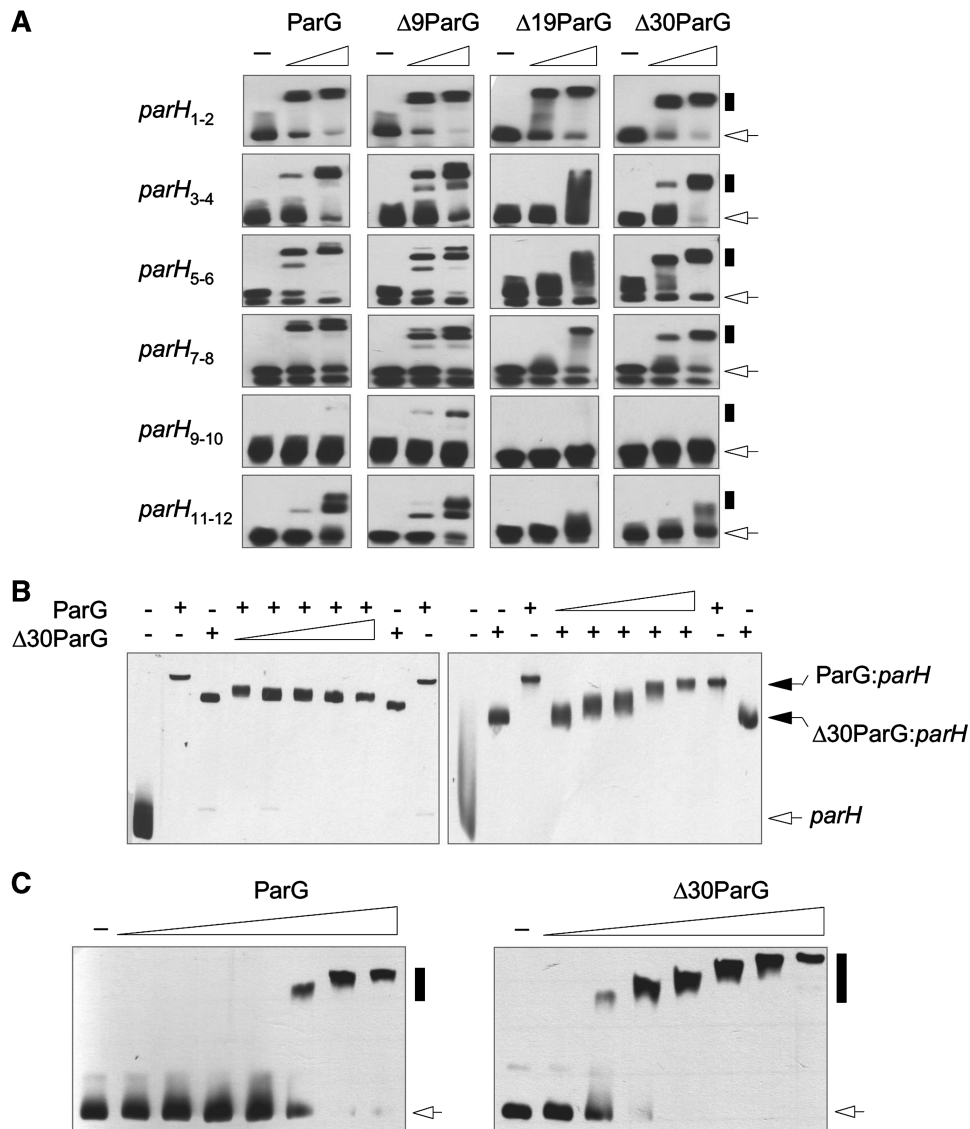 A
ParG Δ9ParG Δ19ParG Δ30ParG
– – – –
parH1-2
parH3-4
parH5-6
parH7-8
parH9-10
parH11-12
B
ParG - + - + + + + + - + - - + - +  -
Δ30ParG - - + + - - + - + + + + + - +
ParG:parH
Δ30ParG:parH
parH
C
ParG Δ30ParG
– –